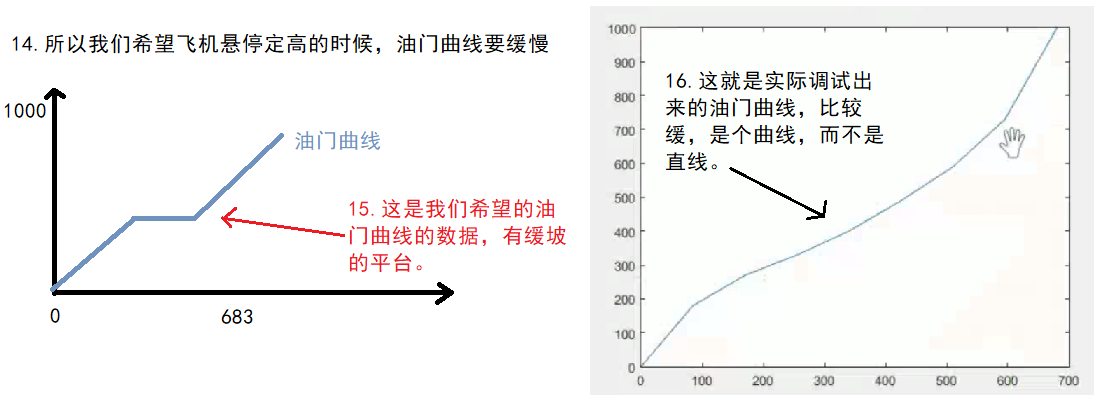 14.所以我们希望飞机悬停定高的时候，油门曲线要缓慢
1000
油门曲线
15.这是我们希望的油
门曲线的数据，有缓坡
的平台。
0
683
1000
900
800
700
600
500
400
300
200
100
0
16.这就是实际调试出
来的油门曲线，比较
缓，是个曲线，而不是
直线。
0
100
200
300
400
500
600
700